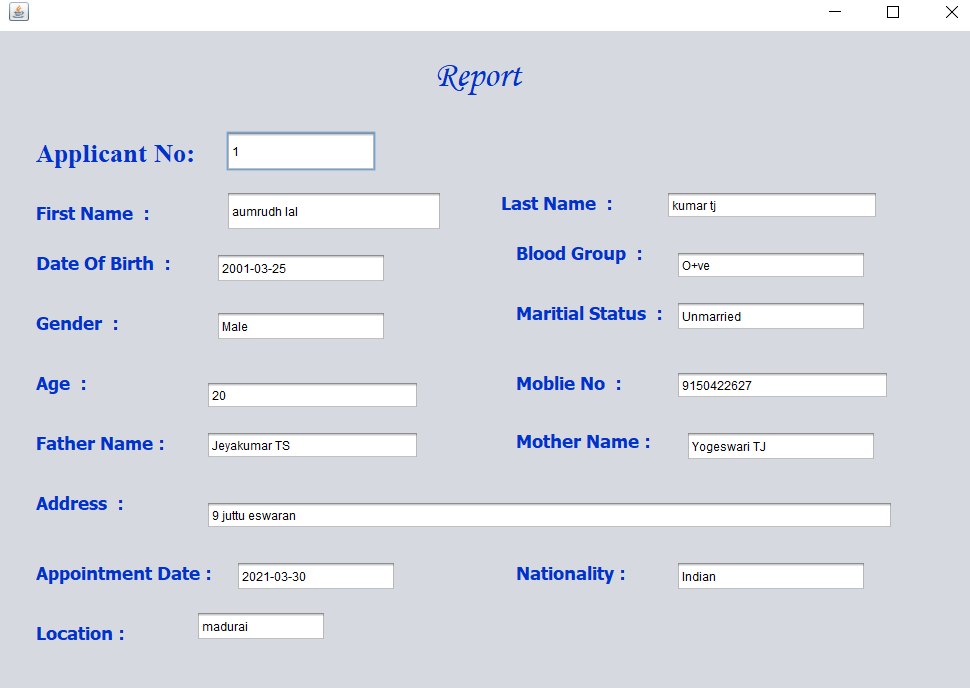 Report
Applicant No: 1
First Name : aumrudh lal Last Name : kumar tj
Date Of Birth : 2001-03-25 Blood Group : O+ve
Gender : Male Maritial Status : Unmarried
Age : 20 Moblie No : 9150422627
Father Name : Jeyakumar TS Mother Name : Yogeswari TJ
Address : 9 juttu eswaran
Appointment Date : 2021-03-30 Nationality : Indian
Location : madurai